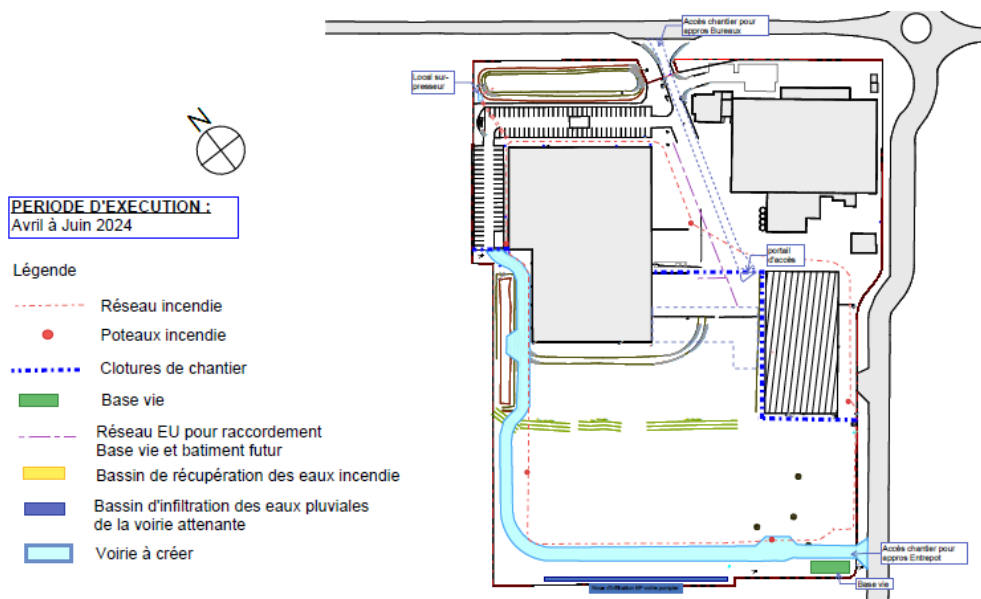 Accès chantier pour
appros Bureaux
Local sur-
presseur
N
PERIODE D'EXECUTION :
Avril à Juin 2024
portail
d'accès
Légende
Réseau incendie
Poteaux incendie
Clotures de chantier
Base vie
Réseau EU pour raccordement
Base vie et batiment futur
Bassin de récupération des eaux incendie
Bassin d'infiltration des eaux pluviales
de la voirie attenante
Voirie à créer
Accès chantier pour
appros Entrepot
Base vie